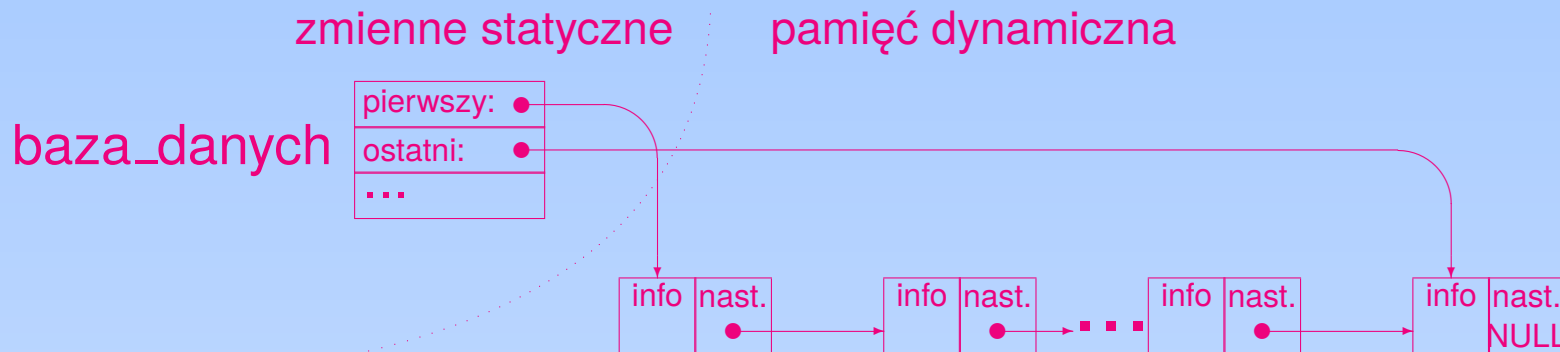 zmienne statyczne pamięć dynamiczna
pierwszy:
baza_danych
ostatni:
...
info nast. info nast. info nast. info nast.
... NULL